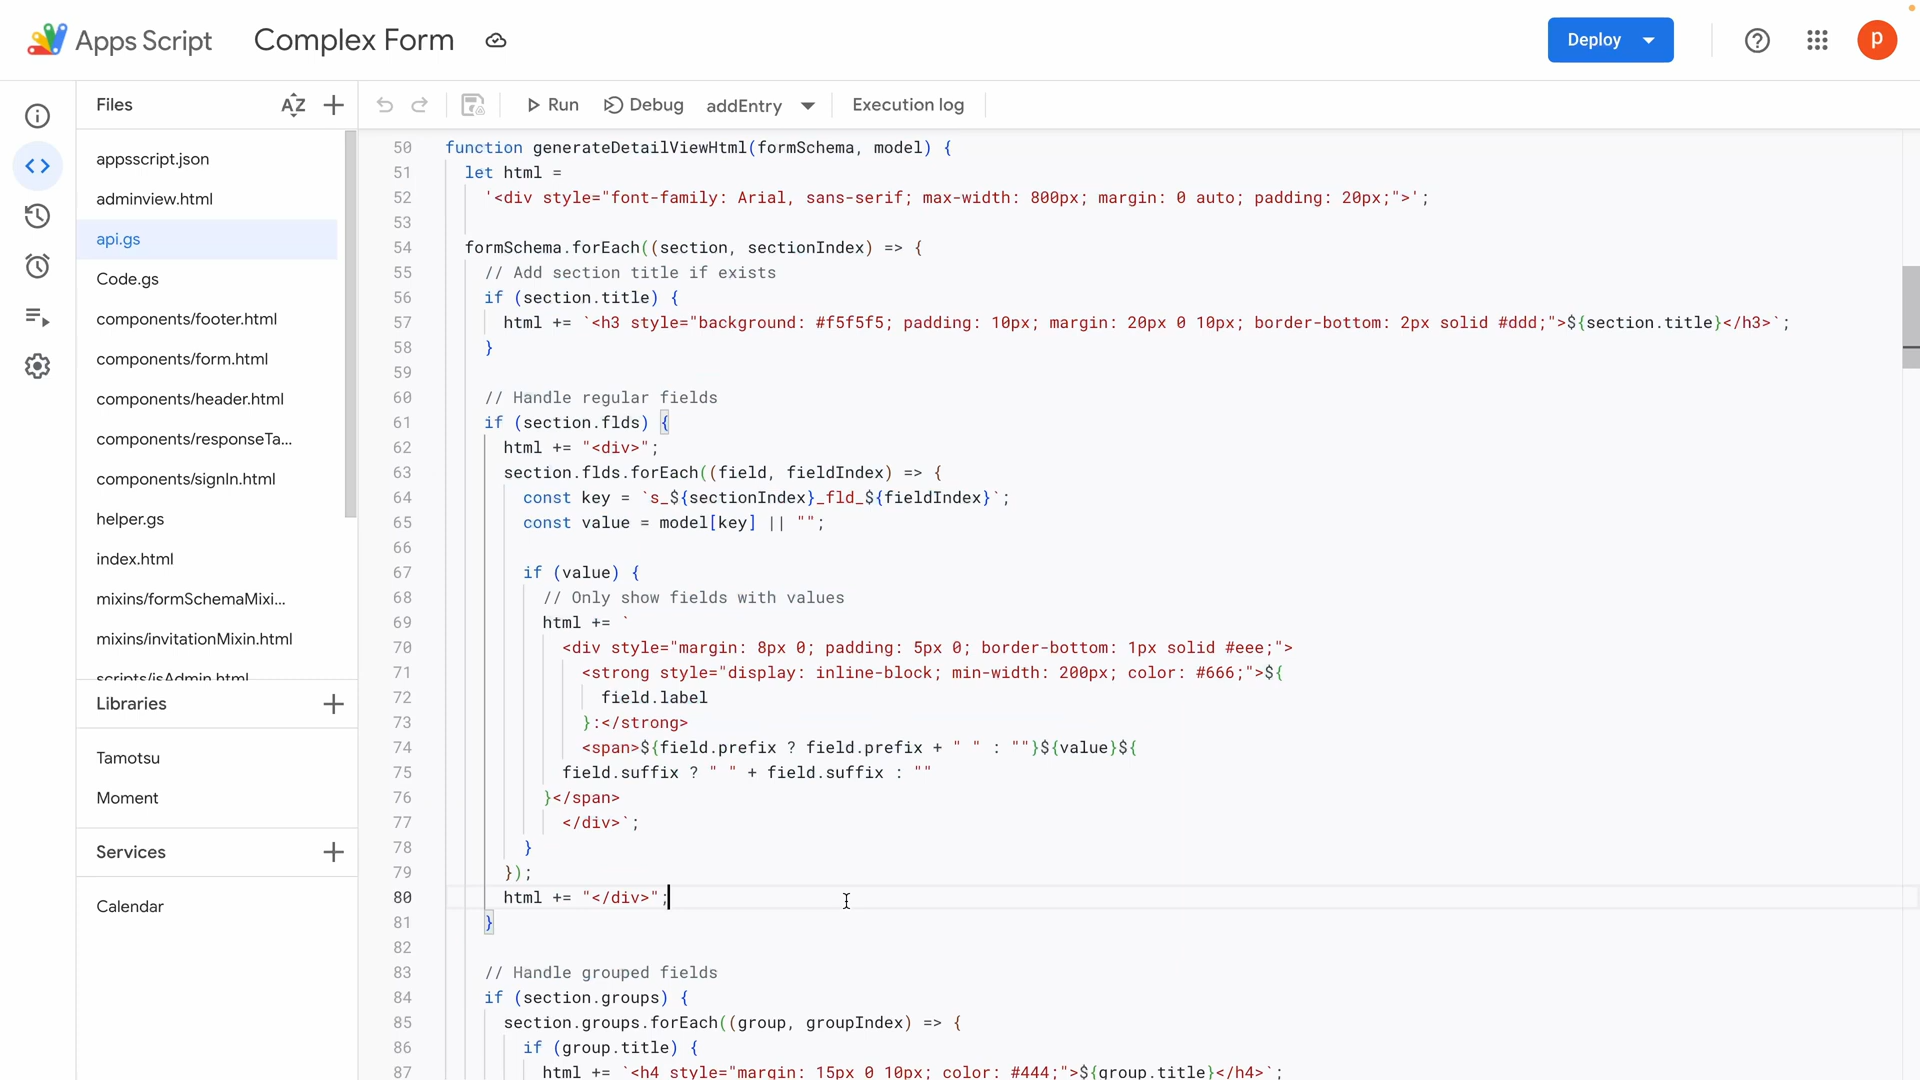 Apps Script
Complex Form
Deploy
p
Files
AZ
Run
Debug
addEntry
Execution log
appsscript.json
adminview.html
api.gs
Code.gs
components/footer.html
components/form.html
components/header.html
components/responseTa...
components/signIn.html
helper.gs
index.html
mixins/formSchemaMixi...
mixins/invitationMixin.html
scripts/isAdmin.html
Libraries
Tamotsu
Moment
Services
Calendar
50 function generateDetailViewHtml(formSchema, model) {
51 let html =
52 '<div style="font-family: Arial, sans-serif; max-width: 800px; margin: 0 auto; padding: 20px;">';
53
54 formSchema.forEach((section, sectionIndex) => {
55 // Add section title if exists
56 if (section.title) {
57 html += `<h3 style="background: #f5f5f5; padding: 10px; margin: 20px 0 10px; border-bottom: 2px solid #ddd;">${section.title}</h3>`;
58 }
59
60 // Handle regular fields
61 if (section.flds) {
62 html += "<div>";
63 section.flds.forEach((field, fieldIndex) => {
64 const key = `s_${sectionIndex}_fld_${fieldIndex}`;
65 const value = model[key] || "";
66
67 if (value) {
68 // Only show fields with values
69 html += `
70 <div style="margin: 8px 0; padding: 5px 0; border-bottom: 1px solid #eee;">
71 <strong style="display: inline-block; min-width: 200px; color: #666;">${
72 field.label
73 }:</strong>
74 <span>${field.prefix ? field.prefix + " " : ""}${value}${
75 field.suffix ? " " + field.suffix : ""
76 }</span>
77 </div>`;
78 }
79 });
80 html += "</div>";
81 }
82
83 // Handle grouped fields
84 if (section.groups) {
85 section.groups.forEach((group, groupIndex) => {
86 if (group.title) {
87 html += `<h4 style="margin: 15px 0 10px; color: #444;">${group.title}</h4>`;